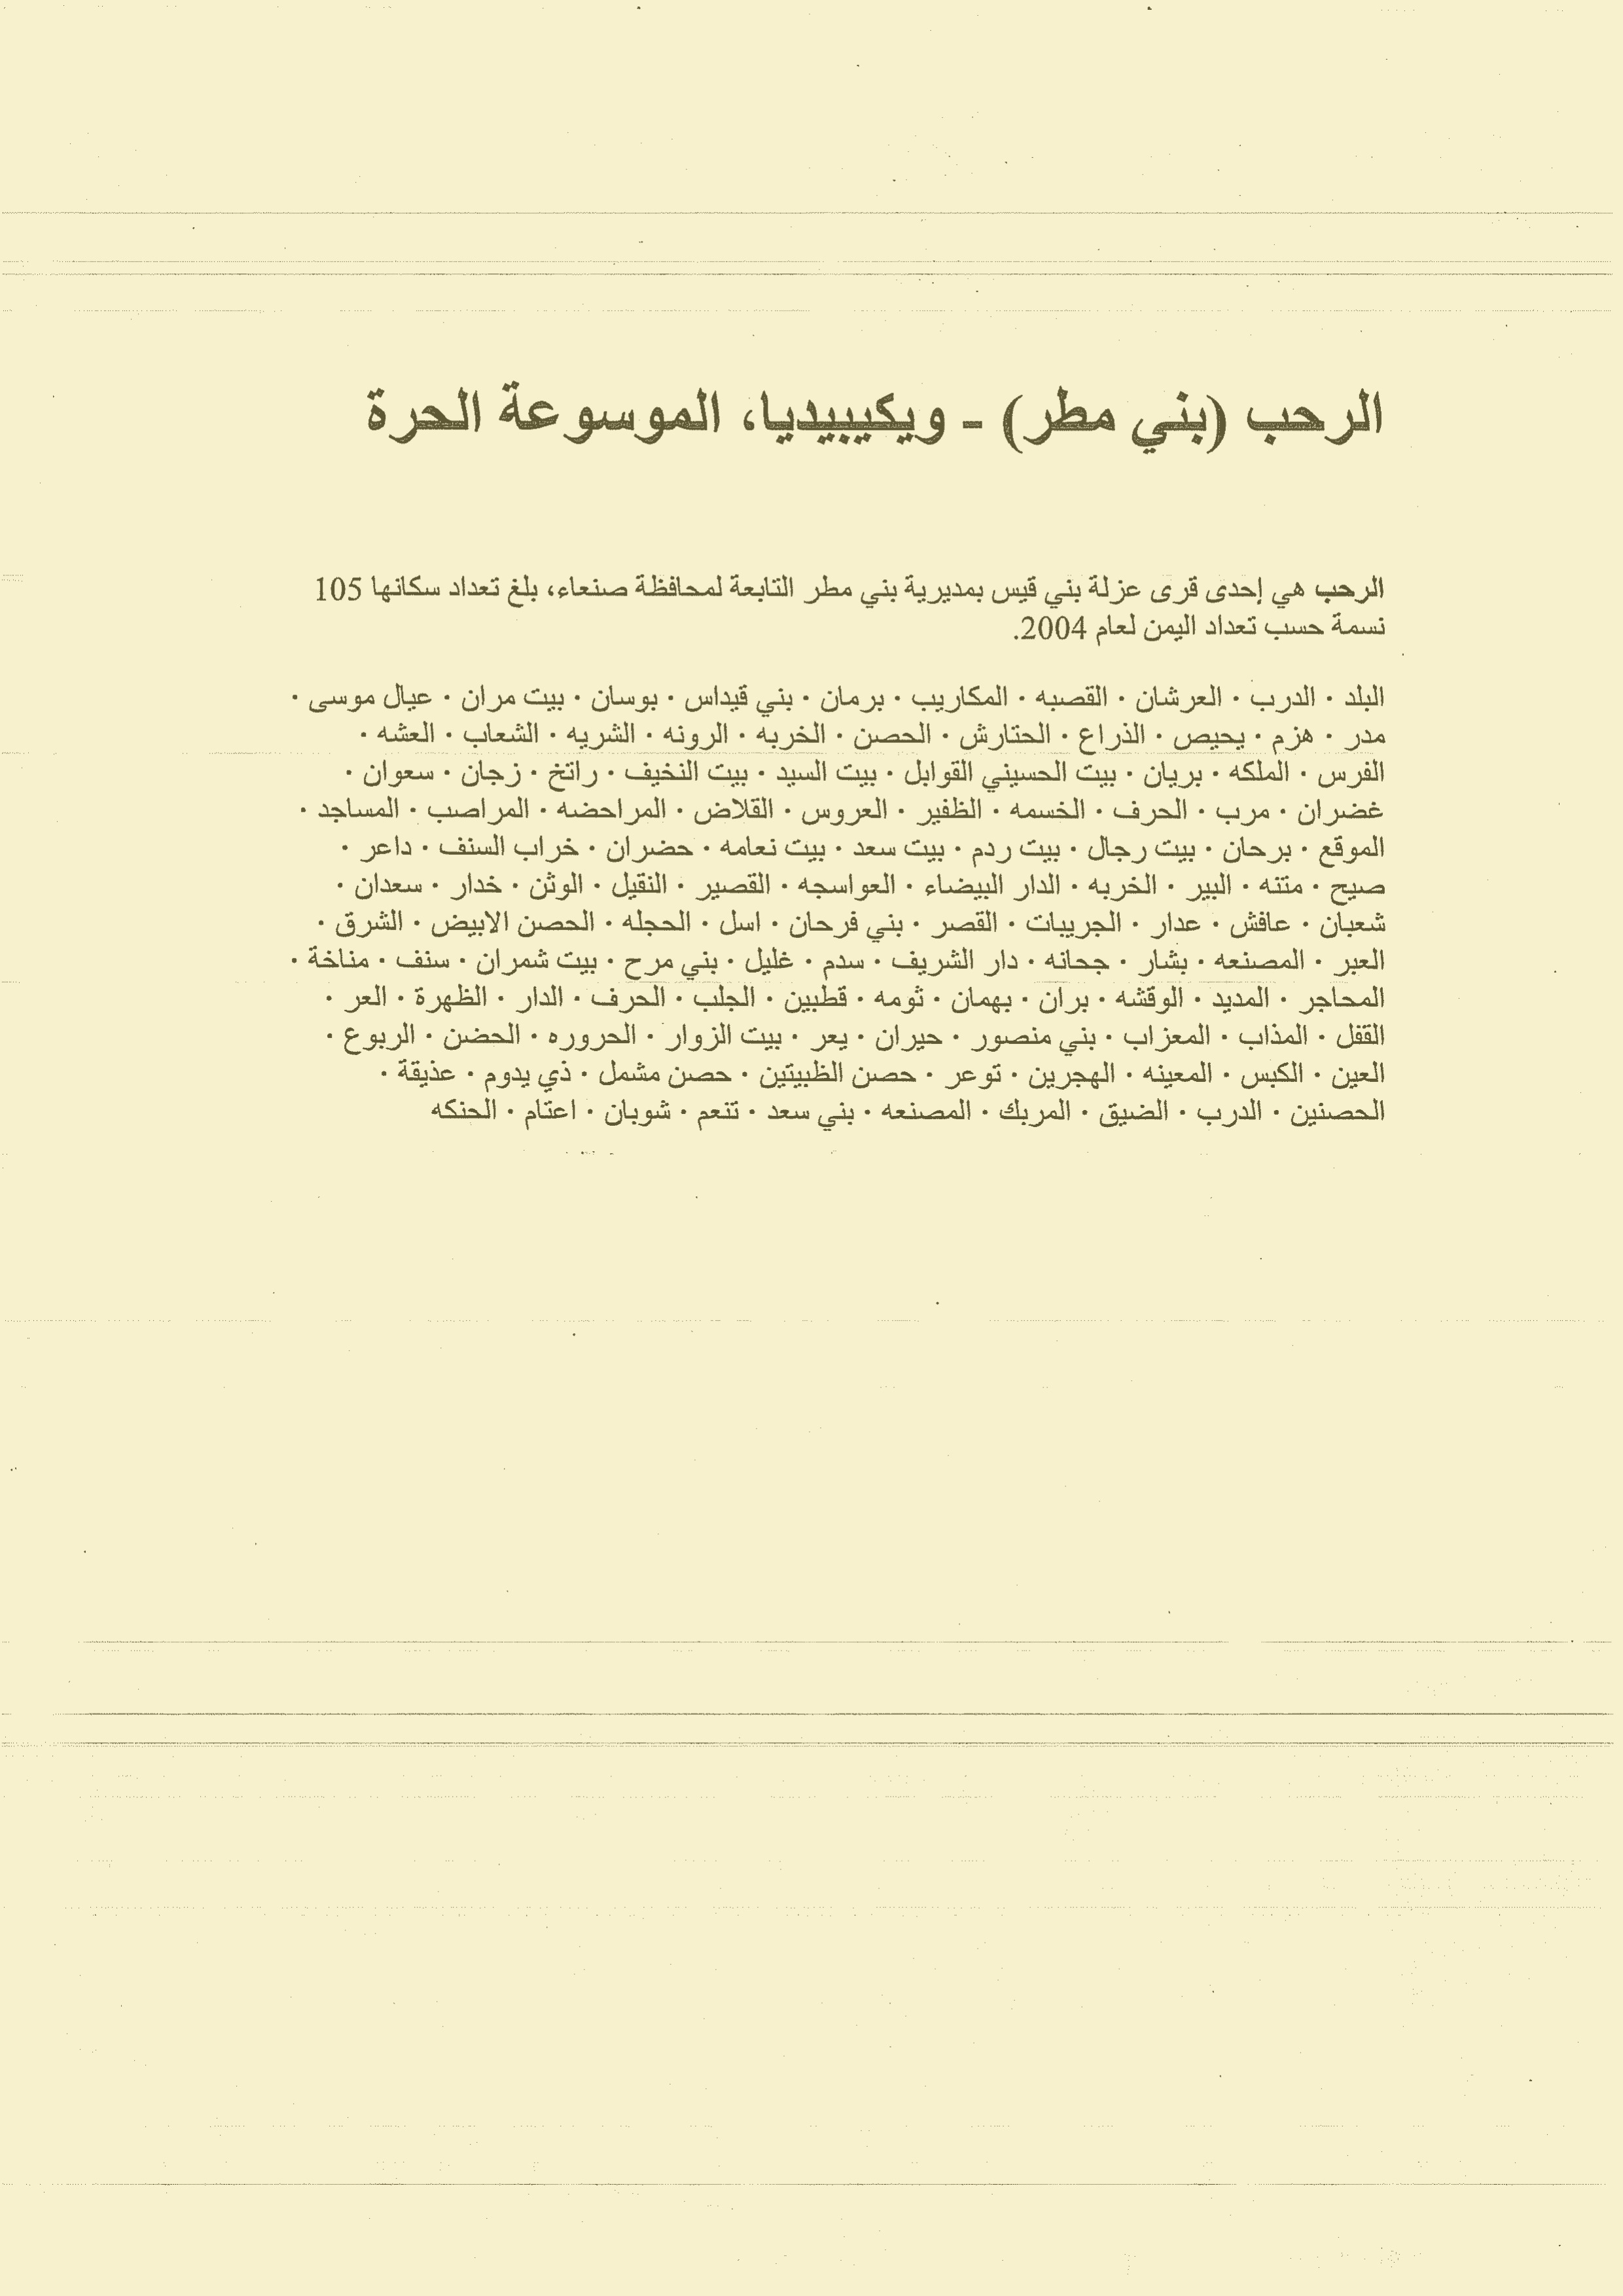 الرحب (بني مطر) - ويكيبيديا، الموسوعة الحرة
الرحب هي إحدى قرى عزلة بني قيس بمديرية بني مطر التابعة لمحافظة صنعاء، بلغ تعداد سكانها 105
نسمة حسب تعداد اليمن لعام 2004.
البلد · الدرب · العرشان · القصبه · المكاريب · برمان · بني قيداس · بوسان · بيت مران · عيال موسى ·
مدر · هزم · يحيص · الذراع · الحتارش · الحصن · الخربه · الرونه · الشريه · الشعاب · العشه ·
الفرس · الملكه · بريان · بيت الحسيني القوابل · بيت السيد · بيت النخيف · راتخ · زجان · سعوان ·
غضران · مرب · الحرف · الخسمه · الظفير · العروس · القلاض · المراحضه · المراصب · المساجد ·
الموقع · برحان · بيت رجال · بيت ردم · بيت سعد · بيت نعامه · حضران · خراب السنف · داعر ·
صيح · متنه · البير · الخربه · الدار البيضاء · العواسجه · القصير · النقيل · الوثن · خدار · سعدان ·
شعبان · عافش · عدار · الجريبات · القصر · بني فرحان · اسل · الحجله · الحصن الابيض · الشرق ·
العبر · المصنعه · بشار · جحانه · دار الشريف · سدم · غليل · بني مرح · بيت شمران · سنف · مناخة ·
المحاجر · المديد · الوقشه · بران · بهمان · ثومه · قطبين · الجلب · الحرف · الدار · الظهرة · العر ·
القفل · المذاب · المعزاب · بني منصور · حيران · يعر · بيت الزوار · الحروره · الحضن · الربوع ·
العين · الكبس · المعينه · الهجرين · توعر · حصن الظبيتين · حصن مشمل · ذي يدوم · عذيقة ·
الحصنين · الدرب · الضيق · المربك · المصنعه · بني سعد · تنعم · شوبان · اعتام · الحنكه